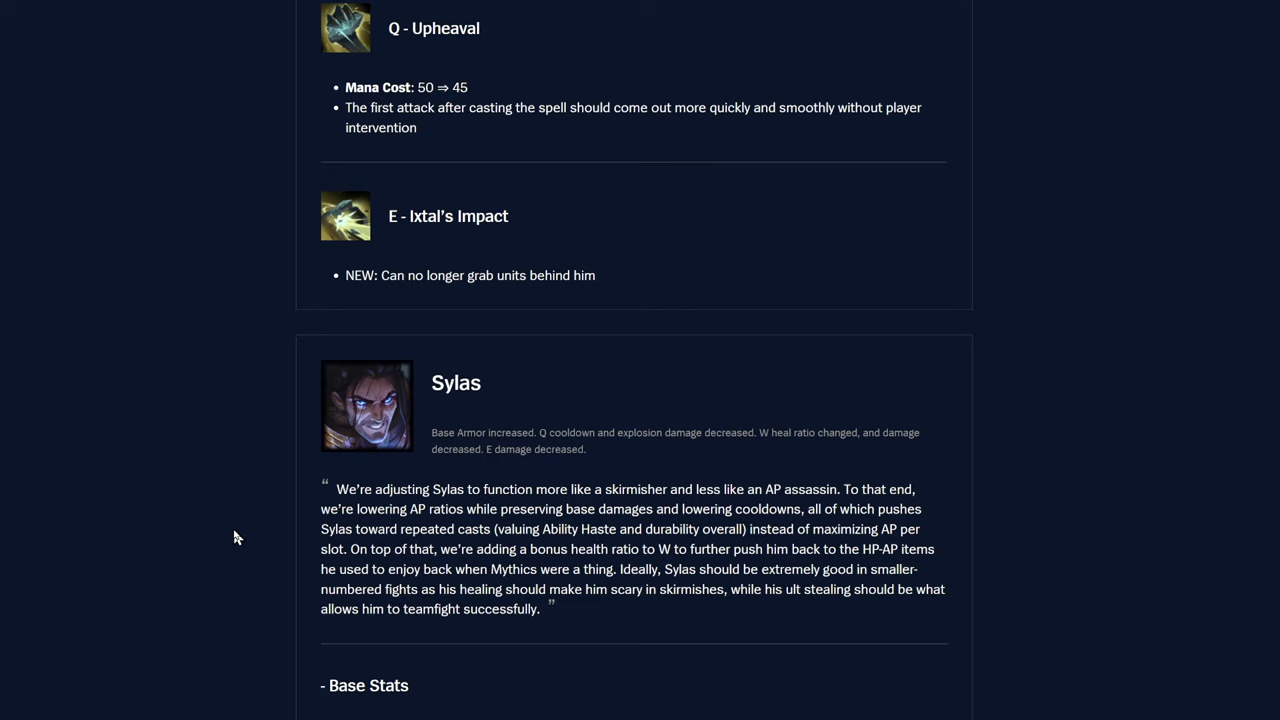 Q - Upheaval
• Mana Cost: 50 ⇒ 45
• The first attack after casting the spell should come out more quickly and smoothly without player
intervention
E - Ixtal’s Impact
• NEW: Can no longer grab units behind him
Sylas
Base Armor increased. Q cooldown and explosion damage decreased. W heal ratio changed, and damage
decreased. E damage decreased.
“ We’re adjusting Sylas to function more like a skirmisher and less like an AP assassin. To that end,
we’re lowering AP ratios while preserving base damages and lowering cooldowns, all of which pushes
Sylas toward repeated casts (valuing Ability Haste and durability overall) instead of maximizing AP per
slot. On top of that, we’re adding a bonus health ratio to W to further push him back to the HP-AP items
he used to enjoy back when Mythics were a thing. Ideally, Sylas should be extremely good in smaller-
numbered fights as his healing should make him scary in skirmishes, while his ult stealing should be what
allows him to teamfight successfully. ”
- Base Stats